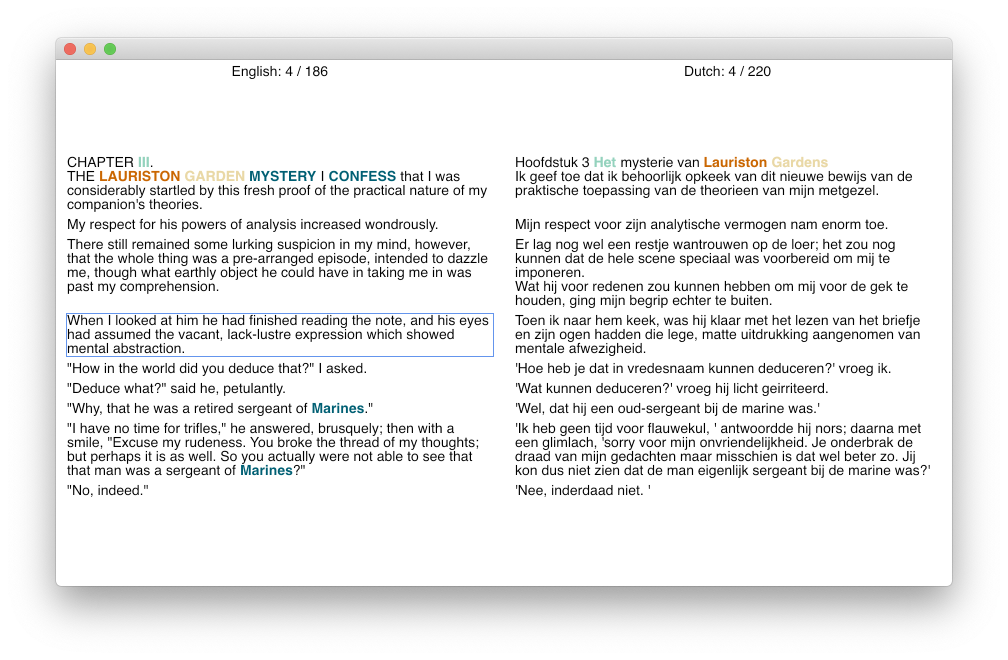 English: 4 / 186
Dutch: 4 / 220
CHAPTER III.
THE LAURISTON GARDEN MYSTERY I CONFESS that I was
considerably startled by this fresh proof of the practical nature of my
companion's theories.
My respect for his powers of analysis increased wondrously.
There still remained some lurking suspicion in my mind, however,
that the whole thing was a pre-arranged episode, intended to dazzle
me, though what earthly object he could have in taking me in was
past my comprehension.
When I looked at him he had finished reading the note, and his eyes
had assumed the vacant, lack-lustre expression which showed
mental abstraction.
"How in the world did you deduce that?" I asked.
"Deduce what?" said he, petulantly.
"Why, that he was a retired sergeant of Marines."
"I have no time for trifles," he answered, brusquely; then with a
smile, "Excuse my rudeness. You broke the thread of my thoughts;
but perhaps it is as well. So you actually were not able to see that
that man was a sergeant of Marines?"
"No, indeed."
Hoofdstuk 3 Het mysterie van Lauriston Gardens
Ik geef toe dat ik behoorlijk opkeek van dit nieuwe bewijs van de
praktische toepassing van de theorieen van mijn metgezel.
Mijn respect voor zijn analytische vermogen nam enorm toe.
Er lag nog wel een restje wantrouwen op de loer; het zou nog
kunnen dat de hele scene speciaal was voorbereid om mij te
imponeren.
Wat hij voor redenen zou kunnen hebben om mij voor de gek te
houden, ging mijn begrip echter te buiten.
Toen ik naar hem keek, was hij klaar met het lezen van het briefje
en zijn ogen hadden die lege, matte uitdrukking aangenomen van
mentale afwezigheid.
'Hoe heb je dat in vredesnaam kunnen deduceren?' vroeg ik.
'Wat kunnen deduceren?' vroeg hij licht geirriteerd.
'Wel, dat hij een oud-sergeant bij de marine was.'
'Ik heb geen tijd voor flauwekul, ' antwoordde hij nors; daarna met
een glimlach, 'sorry voor mijn onvriendelijkheid. Je onderbrak de
draad van mijn gedachten maar misschien is dat wel beter zo. Jij
kon dus niet zien dat de man eigenlijk sergeant bij de marine was?'
'Nee, inderdaad niet. '